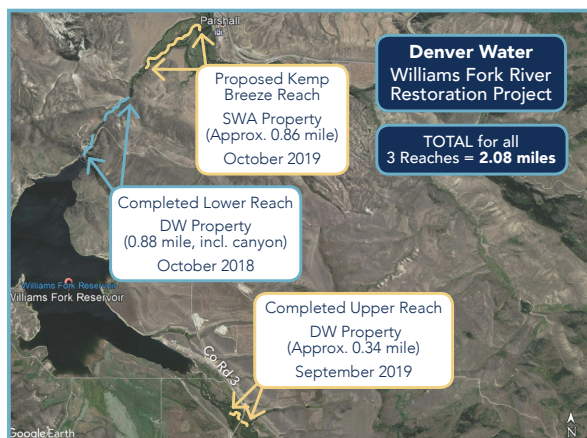 Parshall
Denver Water
Williams Fork River
Restoration Project
TOTAL for all
3 Reaches = 2.08 miles
Proposed Kemp
Breeze Reach
SWA Property
(Approx. 0.86 mile)
October 2019
Completed Lower Reach
DW Property
(0.88 mile, incl. canyon)
October 2018
Williams Fork Reservoir
Williams Fork Reservoir
Completed Upper Reach
DW Property
(Approx. 0.34 mile)
September 2019
Co Rd 3
Google Earth
N